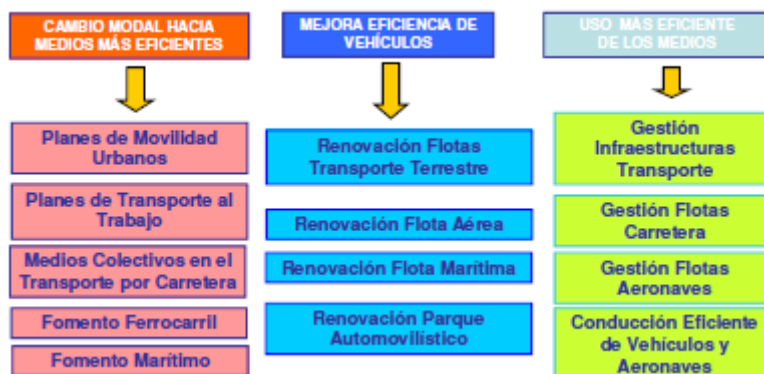 CAMBIO MODAL HACIA
MEDIOS MÁS EFICIENTES
Planes de Movilidad
Urbanos
Planes de Transporte al
Trabajo
Medios Colectivos en el
Transporte por Carretera
Fomento Ferrocarril
Fomento Marítimo
MEJORA EFICIENCIA DE
VEHÍCULOS
Renovación Flotas
Transporte Terrestre
Renovación Flota Aérea
Renovación Flota Marítima
Renovación Parque
Automovilístico
USO MÁS EFICIENTE
DE LOS MEDIOS
Gestión
Infraestructuras
Transporte
Gestión Flotas
Carretera
Gestión Flotas
Aeronaves
Conducción Eficiente
de Vehículos y
Aeronaves